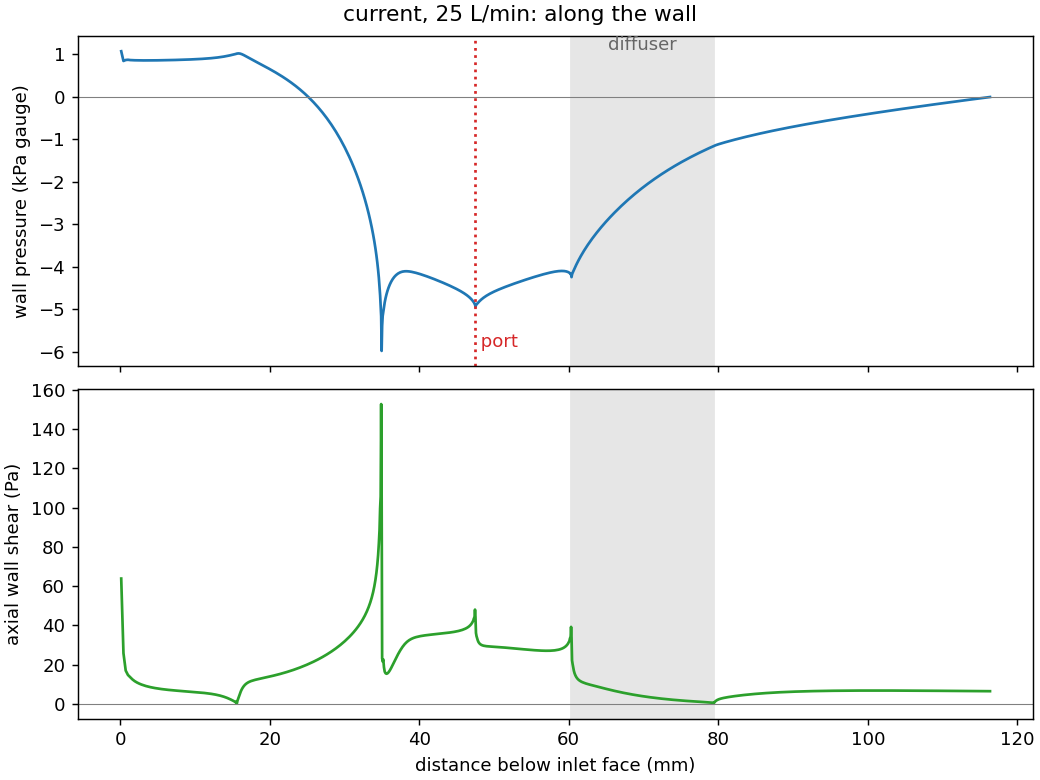 current, 25 L/min: along the wall
wall pressure (kPa gauge)
1
0
−1
−2
−3
−4
−5
−6
diffuser
port
axial wall shear (Pa)
160
140
120
100
80
60
40
20
0
0 20 40 60 80 100 120
distance below inlet face (mm)